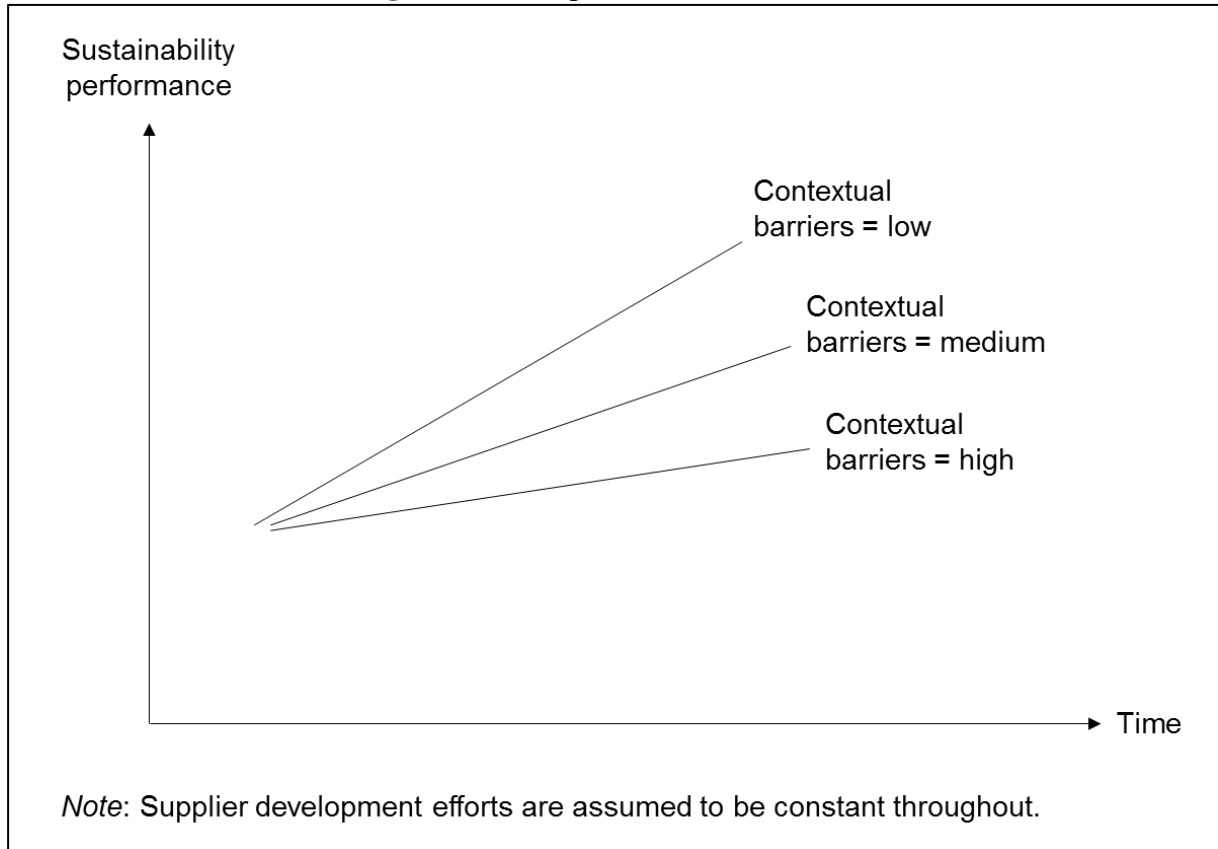 Sustainability
performance
Contextual
barriers = low
Contextual
barriers = medium
Contextual
barriers = high
Time
Note: Supplier development efforts are assumed to be constant throughout.